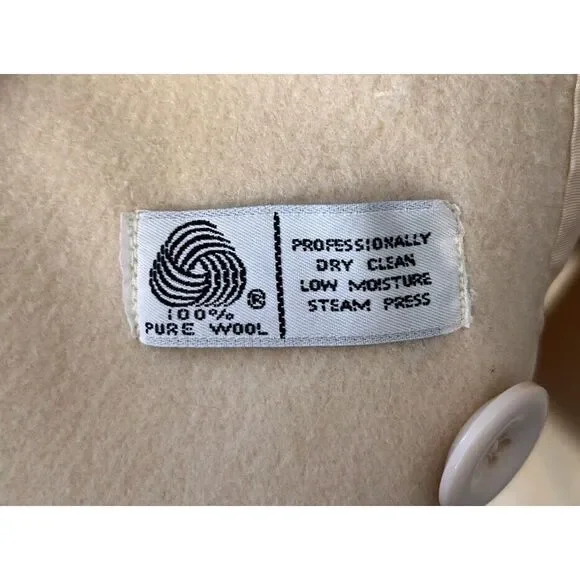 ®
100%
PURE WOOL
PROFESSIONALLY
DRY CLEAN
LOW MOISTURE
STEAM PRESS